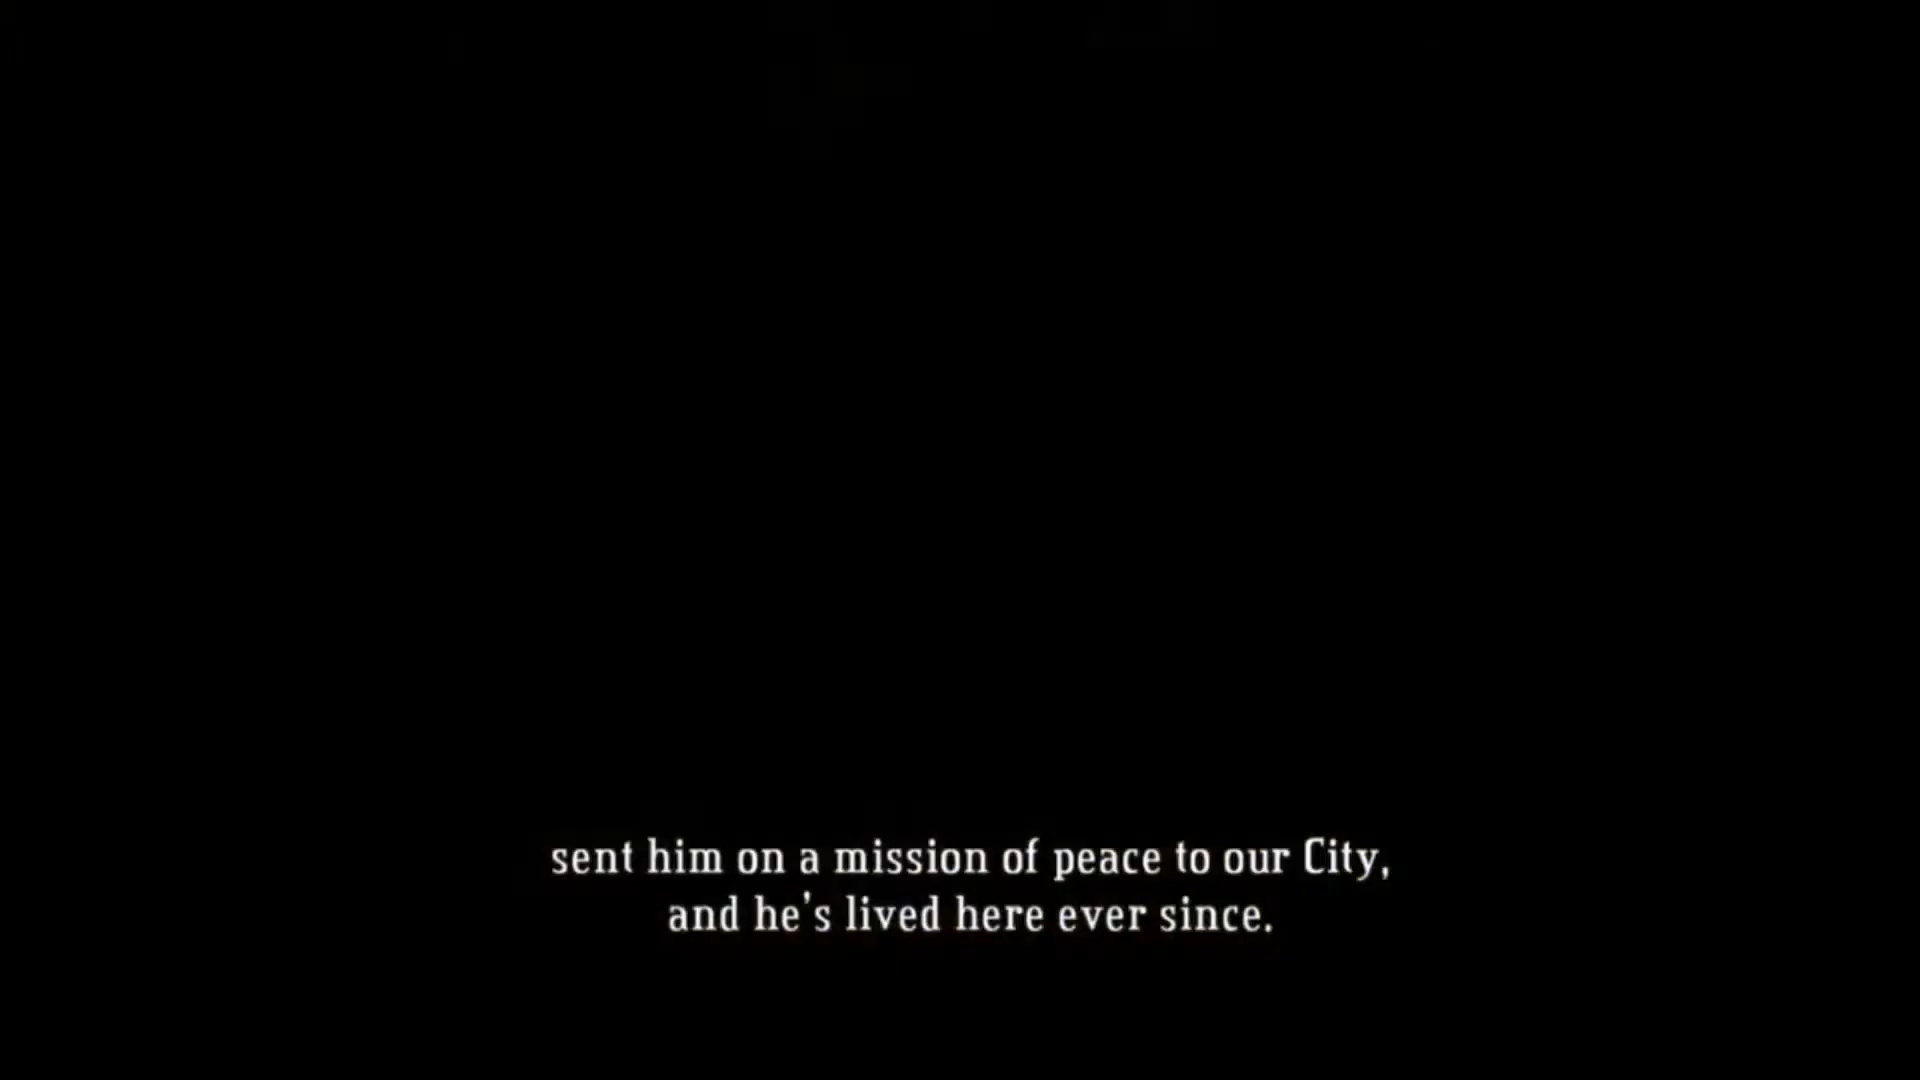 sent him on a mission of peace to our City,
and he's lived here ever since.